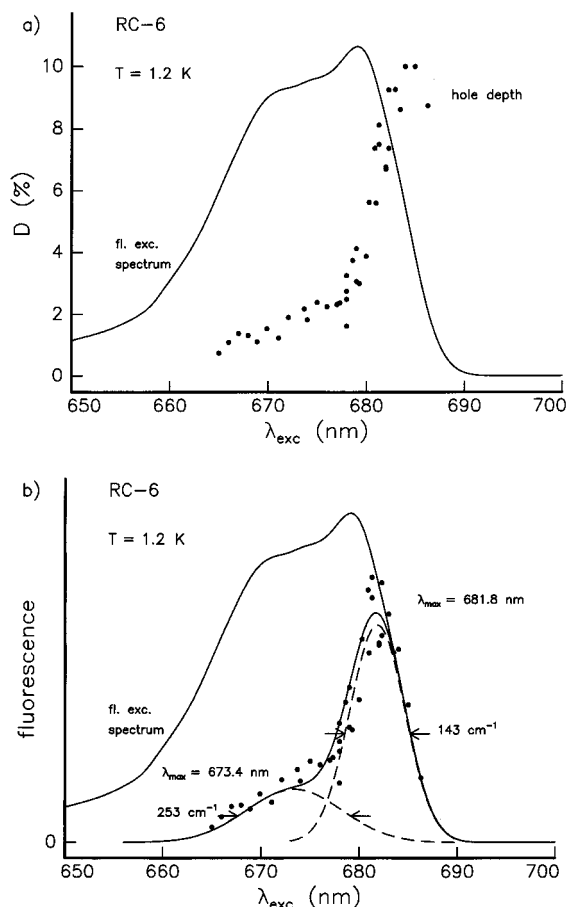 a)
RC-6
T = 1.2 K
hole depth
fl. exc.
spectrum
D (%)
10
8
6
4
2
0
650
660
670
680
690
700
λexc (nm)
b)
RC-6
T = 1.2 K
λmax = 681.8 nm
fl. exc.
spectrum
143 cm⁻¹
λmax = 673.4 nm
253 cm⁻¹
fluorescence
0
650
660
670
680
690
700
λexc (nm)